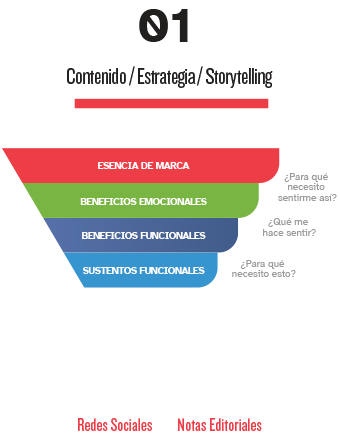 01
Contenido / Estrategia / Storytelling
ESENCIA DE MARCA
¿Para qué
necesito
sentirme así?
BENEFICIOS EMOCIONALES
¿Qué me
hace sentir?
BENEFICIOS FUNCIONALES
¿Para qué
necesito esto?
SUSTENTOS FUNCIONALES
Redes Sociales
Notas Editoriales